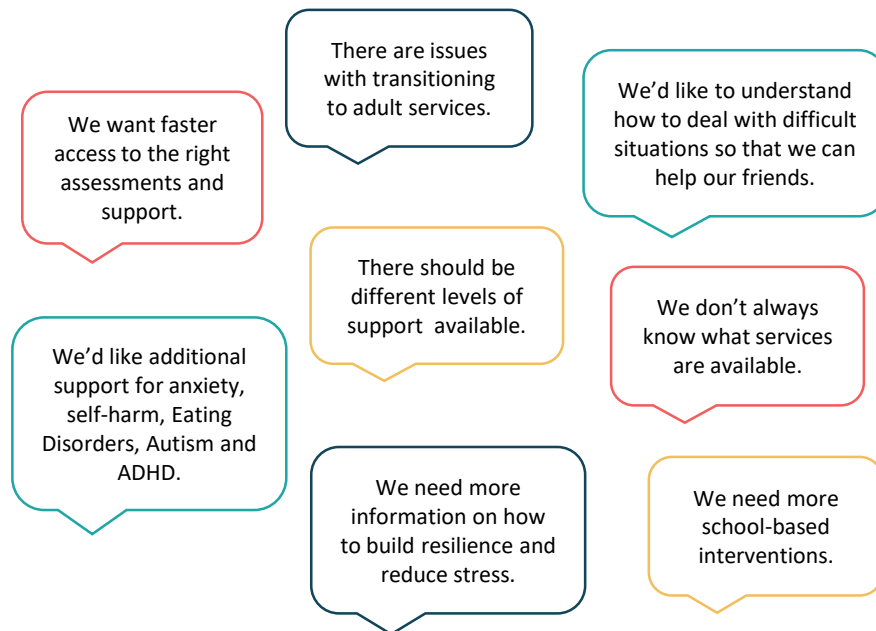 There are issues
with transitioning
to adult services.
We want faster
access to the right
assessments and
support.
We’d like to understand
how to deal with difficult
situations so that we can
help our friends.
There should be
different levels of
support  available.
We don’t always
know what services
are available.
We’d like additional
support for anxiety,
self-harm, Eating
Disorders, Autism and
ADHD.
We need more
information on how
to build resilience and
reduce stress.
We need more
school-based
interventions.